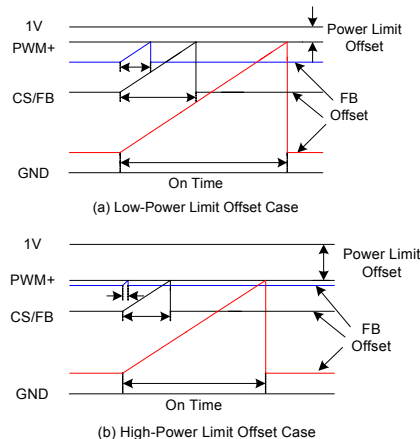 1V
Power Limit
Offset
PWM+
FB
Offset
CS/FB
GND
On Time
(a) Low-Power Limit Offset Case
1V
Power Limit
Offset
PWM+
CS/FB
FB
Offset
GND
On Time
(b) High-Power Limit Offset Case